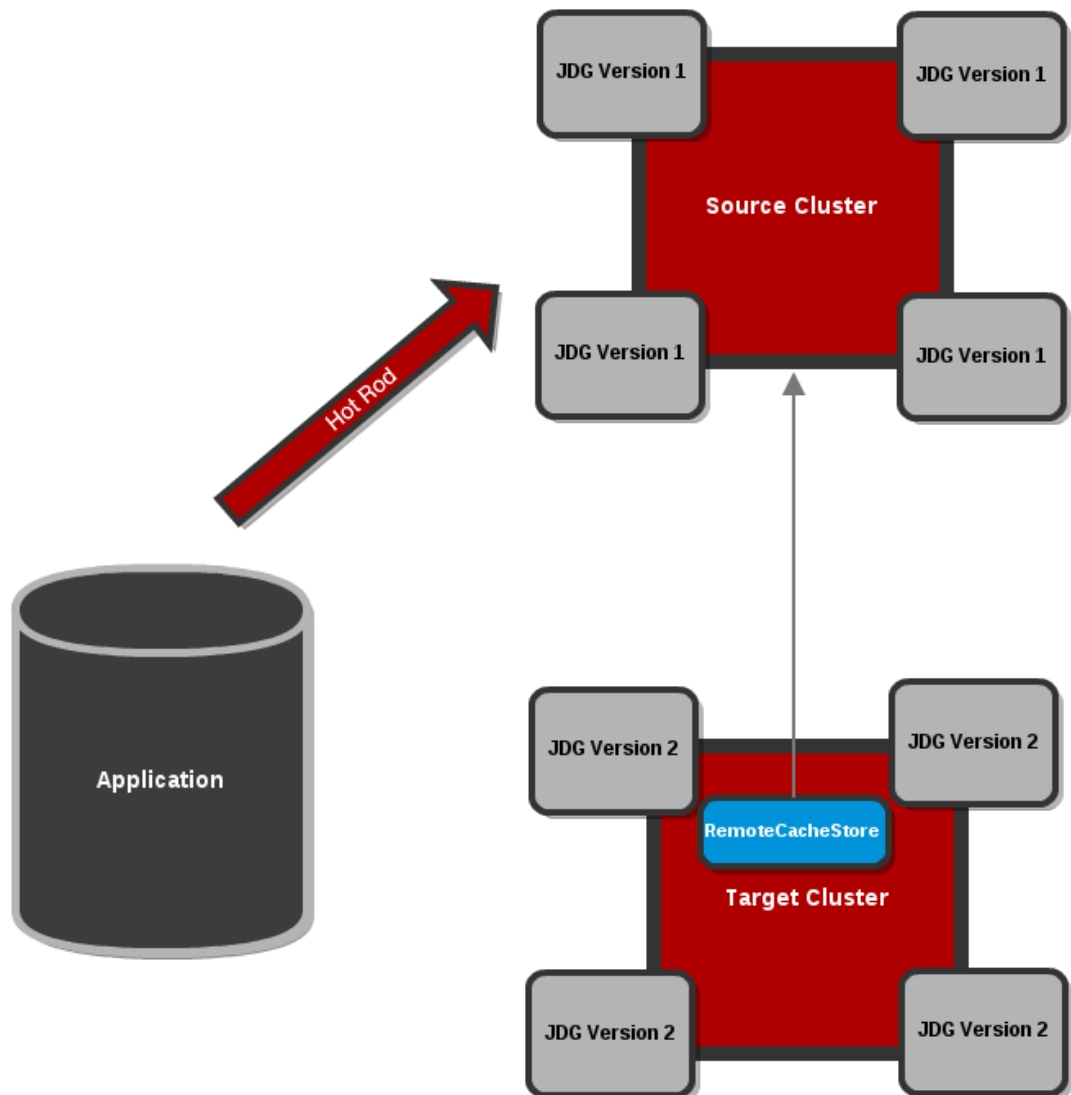 JDG Version 1
JDG Version 1
Source Cluster
JDG Version 1
JDG Version 1
Hot Rod
Application
JDG Version 2
JDG Version 2
RemoteCacheStore
Target Cluster
JDG Version 2
JDG Version 2